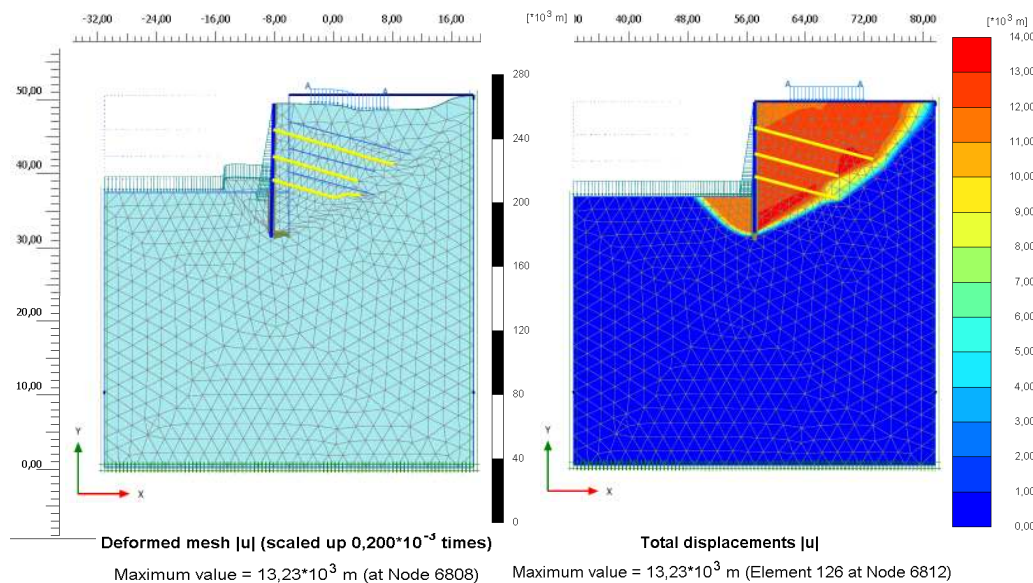 -32,00 -24,00 -16,00 -8,00 0,00 8,00 16,00
50,00
40,00
30,00
20,00
10,00
0,00
A A
Y
X
[*10³ m]
280
240
200
160
120
80
40
0
Deformed mesh |u| (scaled up 0,200*10⁻³ times)
Maximum value = 13,23*10³ m (at Node 6808)
40,00 48,00 56,00 64,00 72,00 80,00
A A
Y
X
[*10³ m]
14,00
13,00
12,00
11,00
10,00
9,00
8,00
7,00
6,00
5,00
4,00
3,00
2,00
1,00
0,00
Total displacements |u|
Maximum value = 13,23*10³ m (Element 126 at Node 6812)